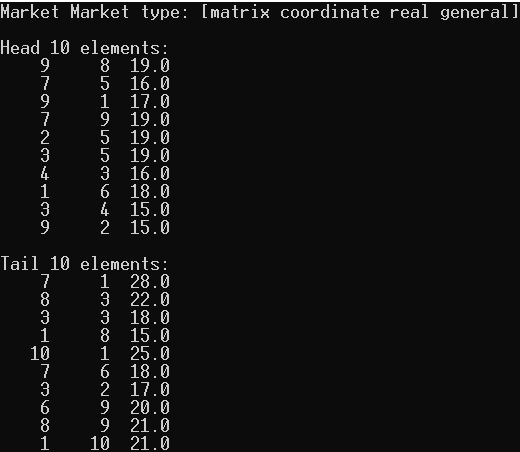 Market Market type: [matrix coordinate real general]
Head 10 elements:
9 8 19.0
7 5 16.0
9 1 17.0
7 9 19.0
2 5 19.0
3 5 19.0
4 3 16.0
1 6 18.0
3 4 15.0
9 2 15.0
Tail 10 elements:
7 1 28.0
8 3 22.0
3 3 18.0
1 8 15.0
10 1 25.0
7 6 18.0
3 2 17.0
6 9 20.0
8 9 21.0
1 10 21.0